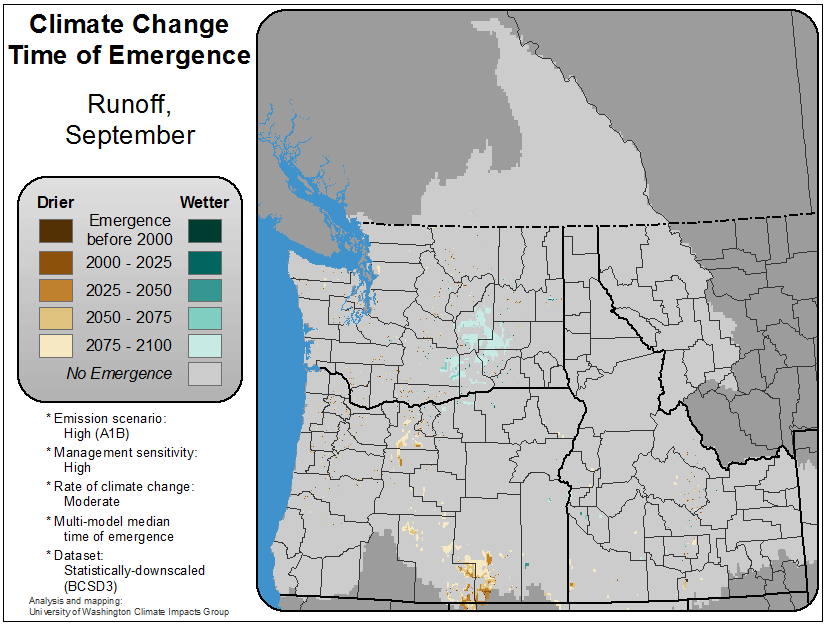 Climate Change
Time of Emergence
Runoff,
September
Drier Wetter
Emergence
before 2000
2000 - 2025
2025 - 2050
2050 - 2075
2075 - 2100
No Emergence
* Emission scenario:
High (A1B)
* Management sensitivity:
High
* Rate of climate change:
Moderate
* Multi-model median
time of emergence
* Dataset:
Statistically-downscaled
(BCSD3)
Analysis and mapping:
University of Washington Climate Impacts Group